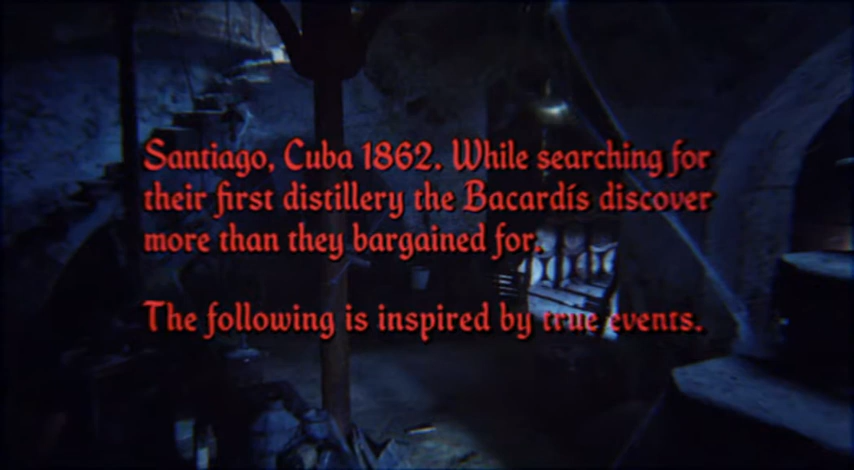 Santiago, Cuba 1862. While searching for
their first distillery the Bacardís discover
more than they bargained for.
The following is inspired by true events.